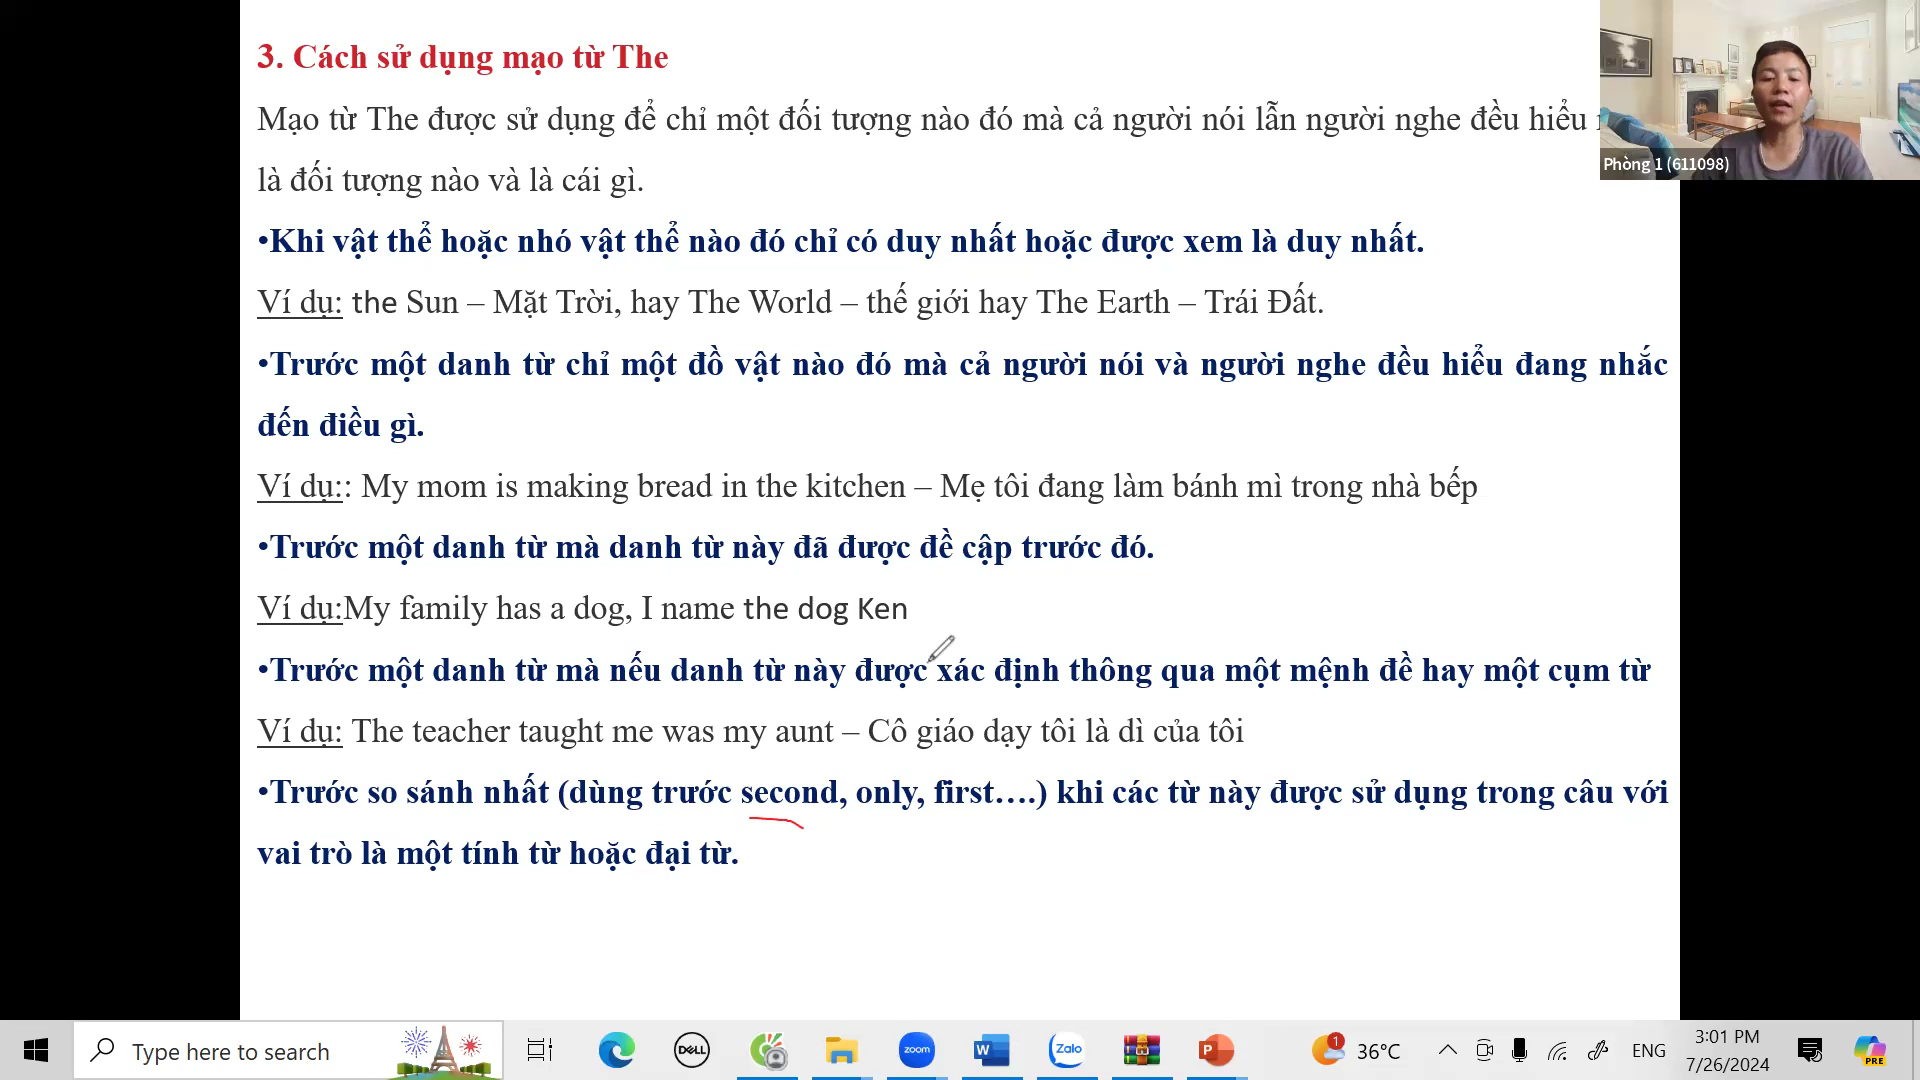 3. Cách sử dụng mạo từ The
Mạo từ The được sử dụng để chỉ một đối tượng nào đó mà cả người nói lẫn người nghe đều hiểu
là đối tượng nào và là cái gì.
•Khi vật thể hoặc nhó vật thể nào đó chỉ có duy nhất hoặc được xem là duy nhất.
Ví dụ: the Sun – Mặt Trời, hay The World – thế giới hay The Earth – Trái Đất.
•Trước một danh từ chỉ một đồ vật nào đó mà cả người nói và người nghe đều hiểu đang nhắc
đến điều gì.
Ví dụ:: My mom is making bread in the kitchen – Mẹ tôi đang làm bánh mì trong nhà bếp
•Trước một danh từ mà danh từ này đã được đề cập trước đó.
Ví dụ:My family has a dog, I name the dog Ken
•Trước một danh từ mà nếu danh từ này được xác định thông qua một mệnh đề hay một cụm từ
Ví dụ: The teacher taught me was my aunt – Cô giáo dạy tôi là dì của tôi
•Trước so sánh nhất (dùng trước second, only, first….) khi các từ này được sử dụng trong câu với
vai trò là một tính từ hoặc đại từ.
Phòng 1 (611098)
Type here to search
DELL
zoom
W
Zalo
P
1
36°C
ENG
3:01 PM
7/26/2024
PRE